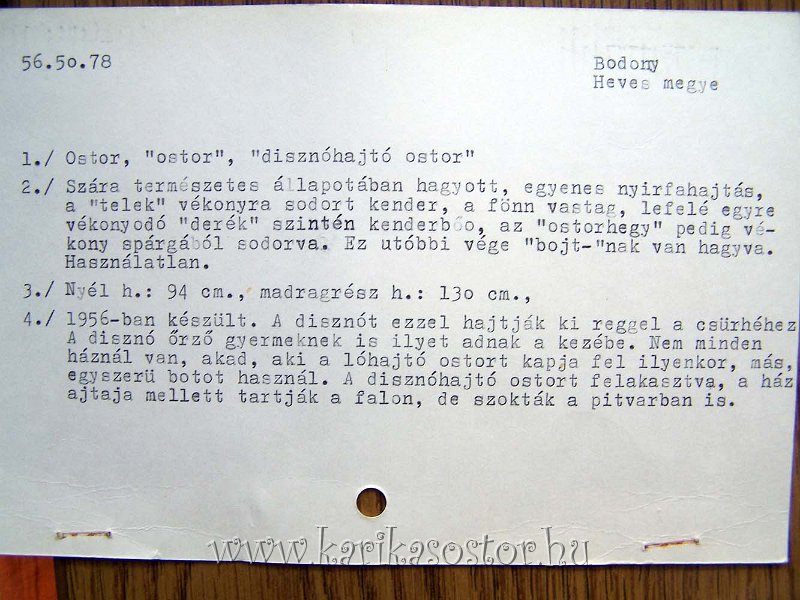 56.5o.78
Bodony
Heves megye
1./ Ostor, "ostor", "disznóhajtó ostor"
2./ Szára természetes állapotában hagyott, egyenes nyirfahajtás,
a "telek" vékonyra sodort kender, a fönn vastag, lefelé egyre
vékonyodó "derék" szintén kenderből, az "ostorhegy" pedig vé-
kony spárgából sodorva. Ez utóbbi vége "bojt-"nak van hagyva.
Használatlan.
3./ Nyél h.: 94 cm., madragrész h.: 13o cm.,
4./ 1956-ban készült. A disznót ezzel hajtják ki reggel a csürhéhez
A disznó őrző gyermeknek is ilyet adnak a kezébe. Nem minden
háznál van, akad, aki a lóhajtó ostort kapja fel ilyenkor, más,
egyszerü botot használ. A disznóhajtó ostort felakasztva, a ház
ajtaja mellett tartják a falon, de szokták a pitvarban is.
www.karikasostor.hu